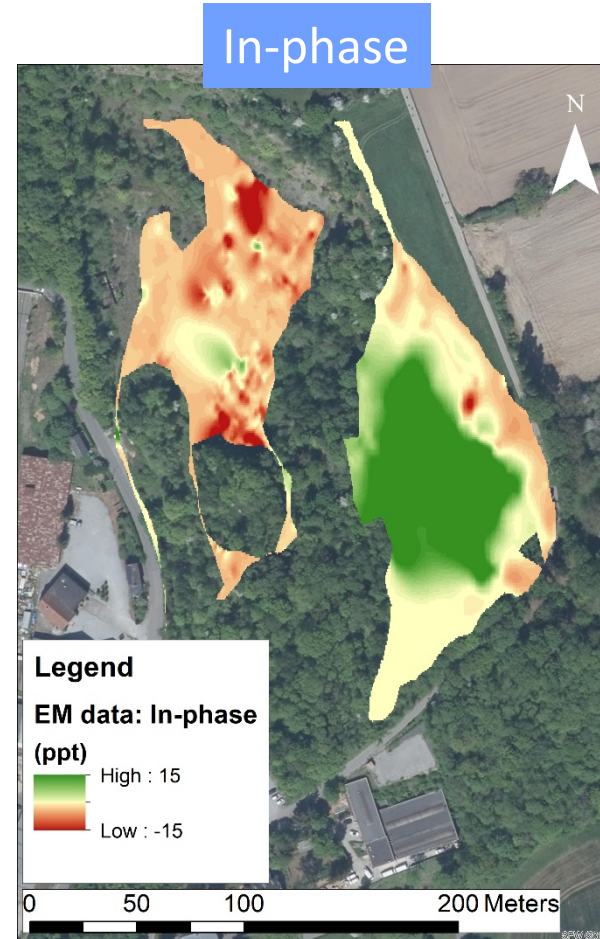 In-phase
N
Legend
EM data: In-phase
(ppt)
High : 15
Low : -15
0 50 100 200 Meters